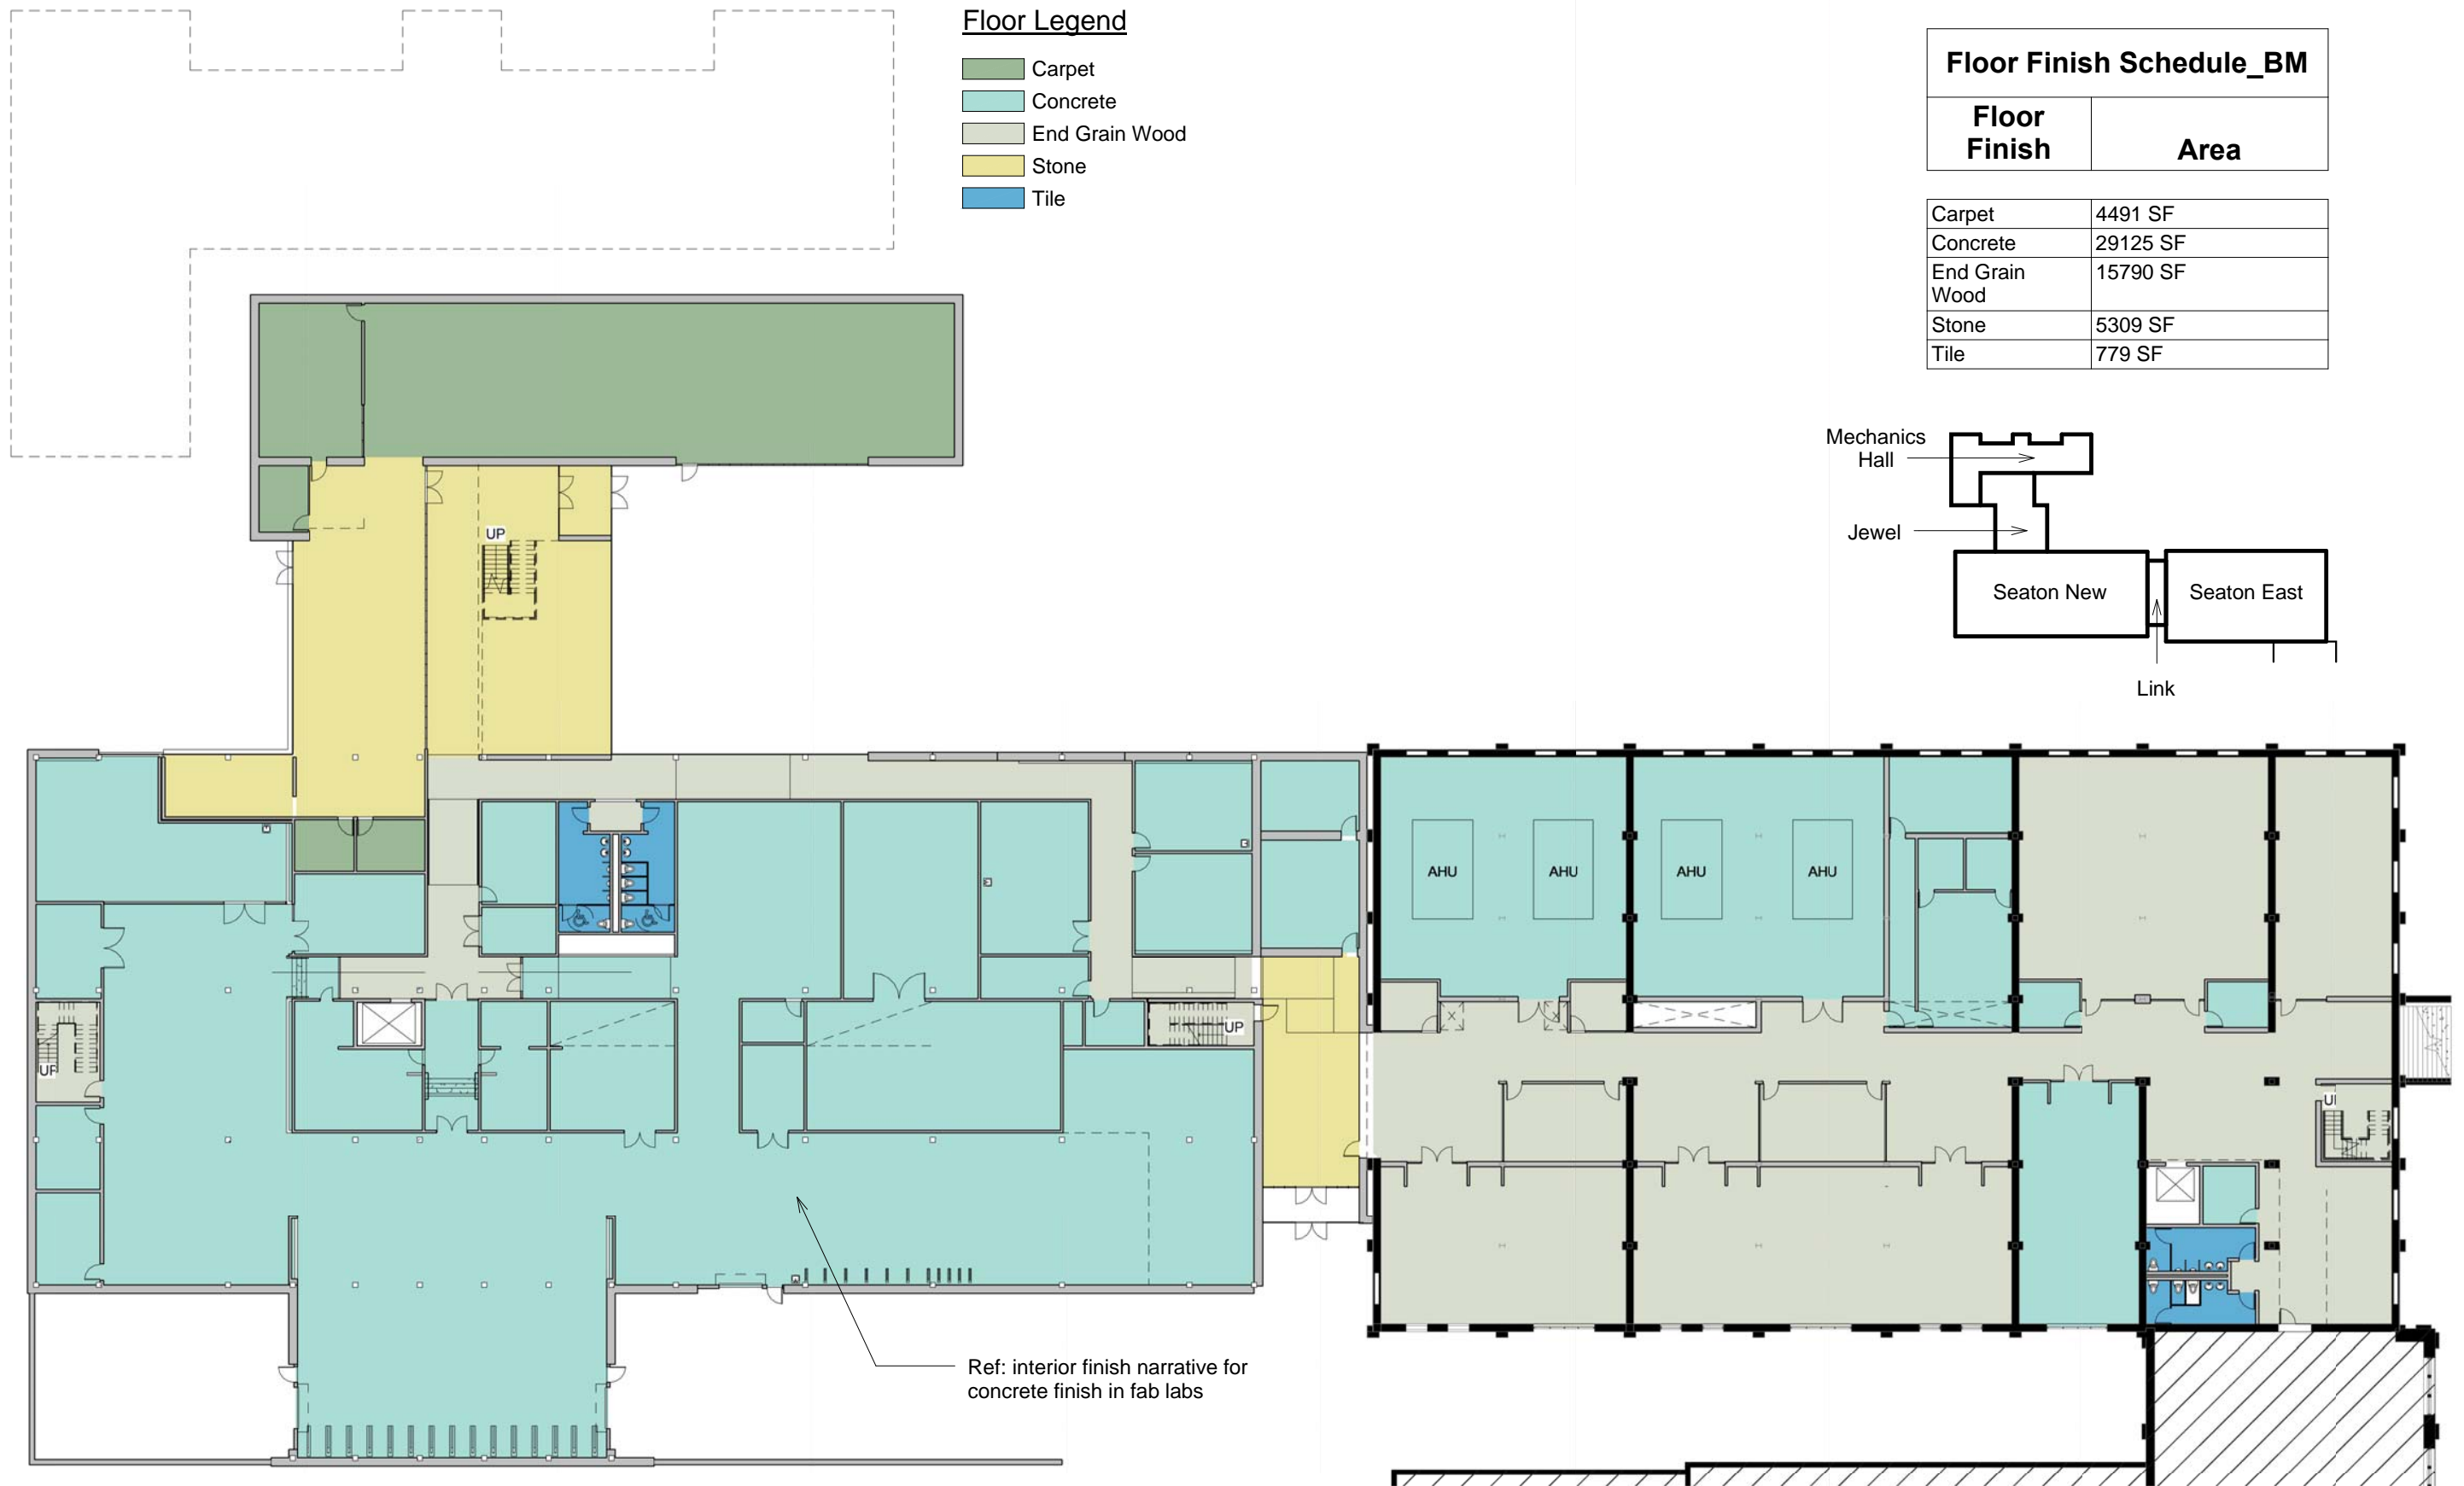 Floor Legend
Carpet
Concrete
End Grain Wood
Stone
Tile
Floor Finish Schedule_BM
Floor
Finish
Area
Carpet 4491 SF
Concrete 29125 SF
End Grain 15790 SF
Wood
Stone 5309 SF
Tile 779 SF
Mechanics
Hall
Jewel
Seaton New
Seaton East
Link
UP
AHU AHU AHU AHU
UP
UP
Ref: interior finish narrative for
concrete finish in fab labs